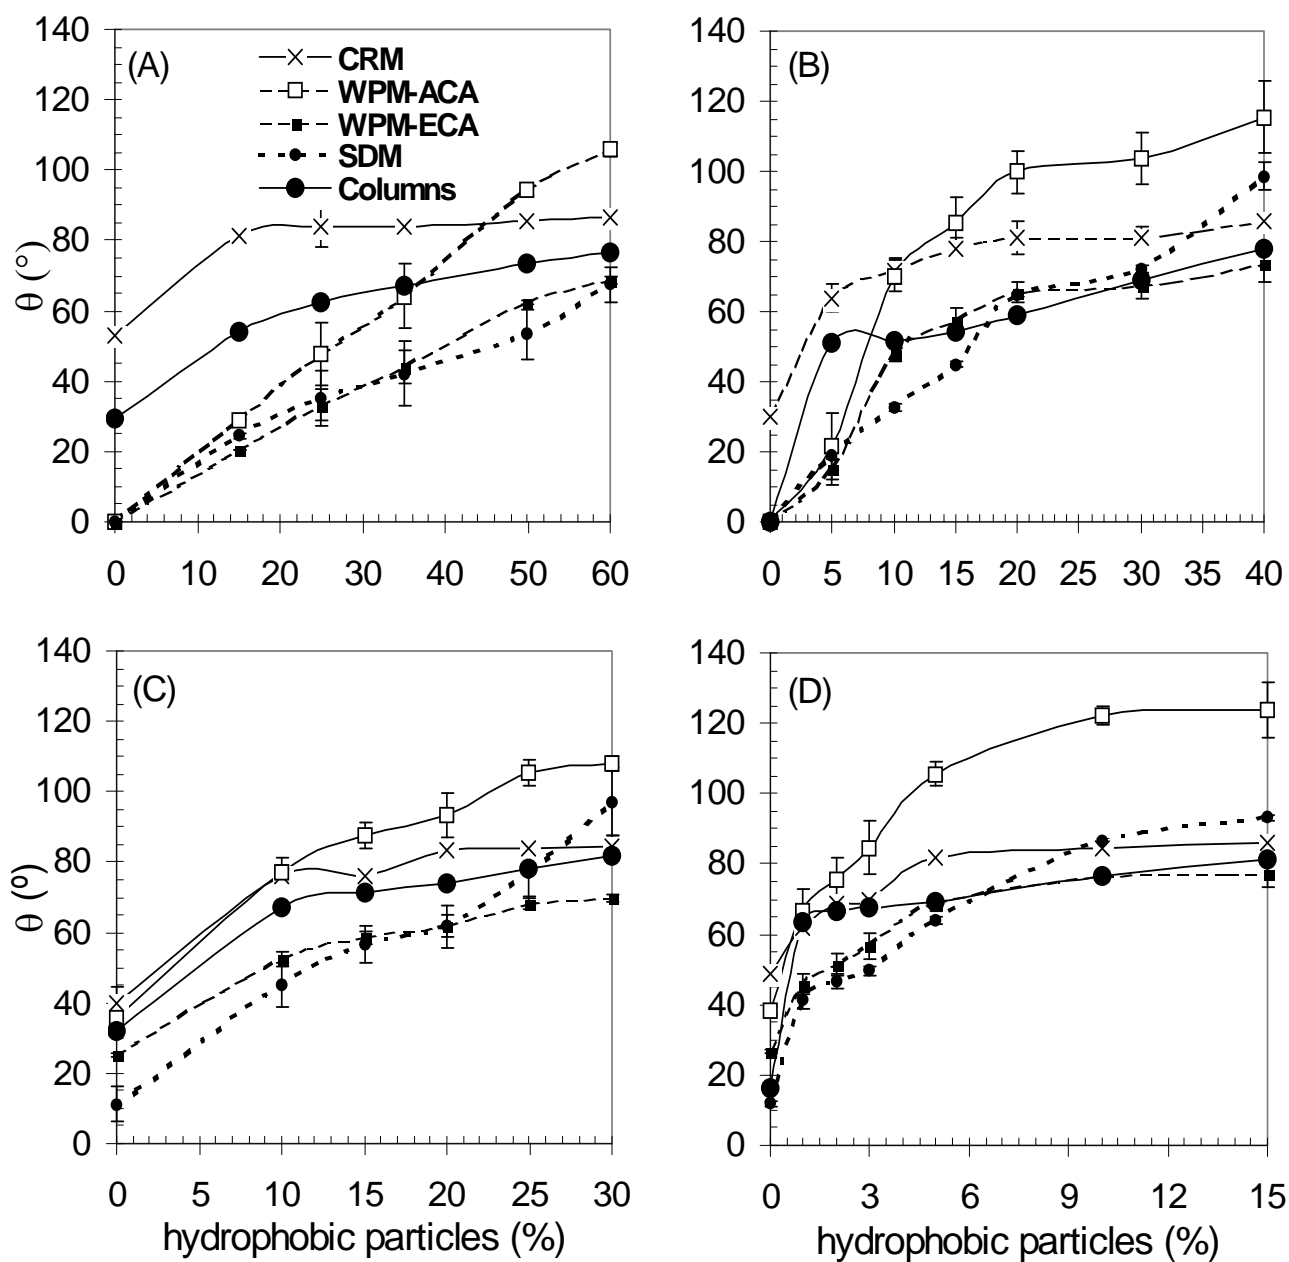 140
120
100
80
60
40
20
0
θ (°)
(A)
CRM
WPM-ACA
WPM-ECA
SDM
Columns
0 10 20 30 40 50 60
140
120
100
80
60
40
20
0
(B)
0 5 10 15 20 25 30 35 40
140
120
100
80
60
40
20
0
θ (º)
(C)
0 5 10 15 20 25 30
hydrophobic particles (%)
140
120
100
80
60
40
20
0
(D)
0 3 6 9 12 15
hydrophobic particles (%)